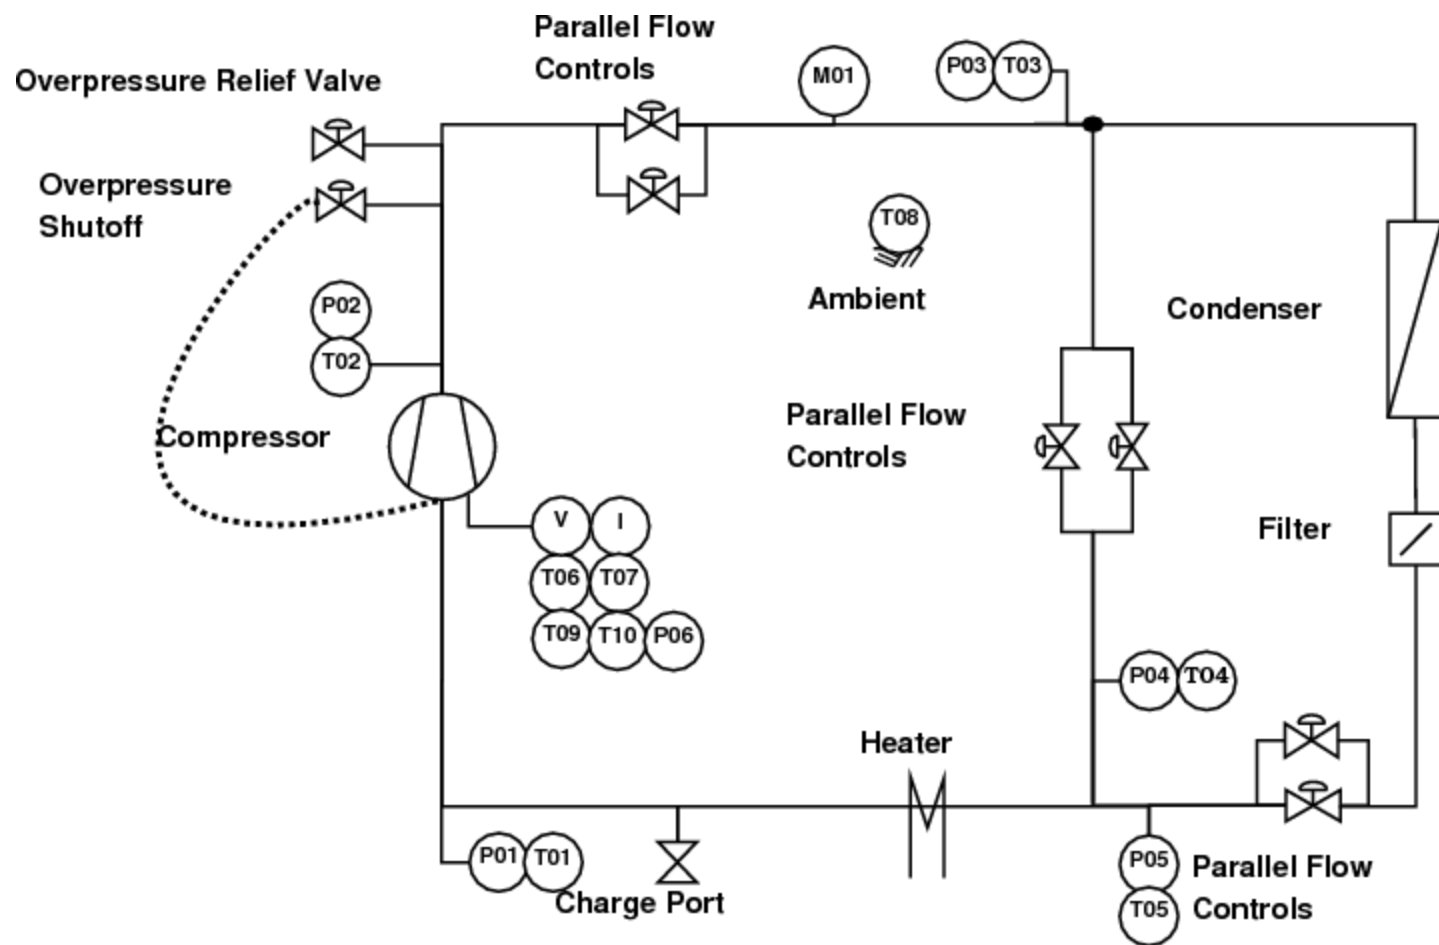 Parallel Flow
Controls
Overpressure Relief Valve
M01
P03
T03
Overpressure
Shutoff
T08
Ambient
P02
T02
Condenser
Compressor
Parallel Flow
Controls
V
I
Filter
T06
T07
T09
T10
P06
P04
T04
Heater
P01
T01
Charge Port
P05
T05
Parallel Flow
Controls